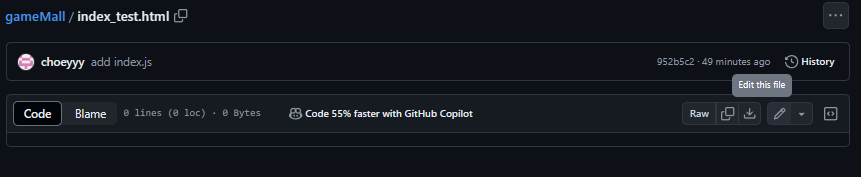 gameMall / index_test.html
choeyyy add index.js 952b5c2 · 49 minutes ago History
Edit this file
Code Blame 0 lines (0 loc) · 0 Bytes Code 55% faster with GitHub Copilot Raw